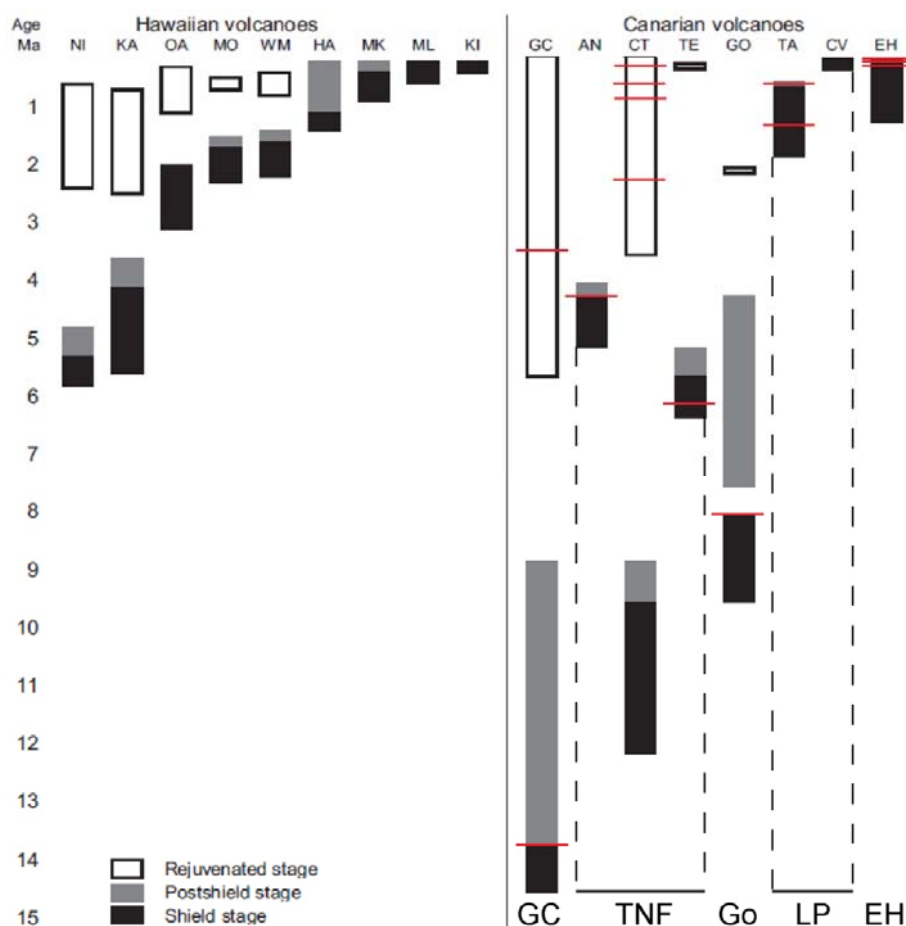 Age Hawaiian volcanoes Canarian volcanoes
Ma NI KA OA MO WM HA MK ML KI GC AN CT TE GO TA CV EH
1
2
3
4
5
6
7
8
9
10
11
12
13
14
Rejuvenated stage
Postshield stage
15 Shield stage GC TNF Go LP EH